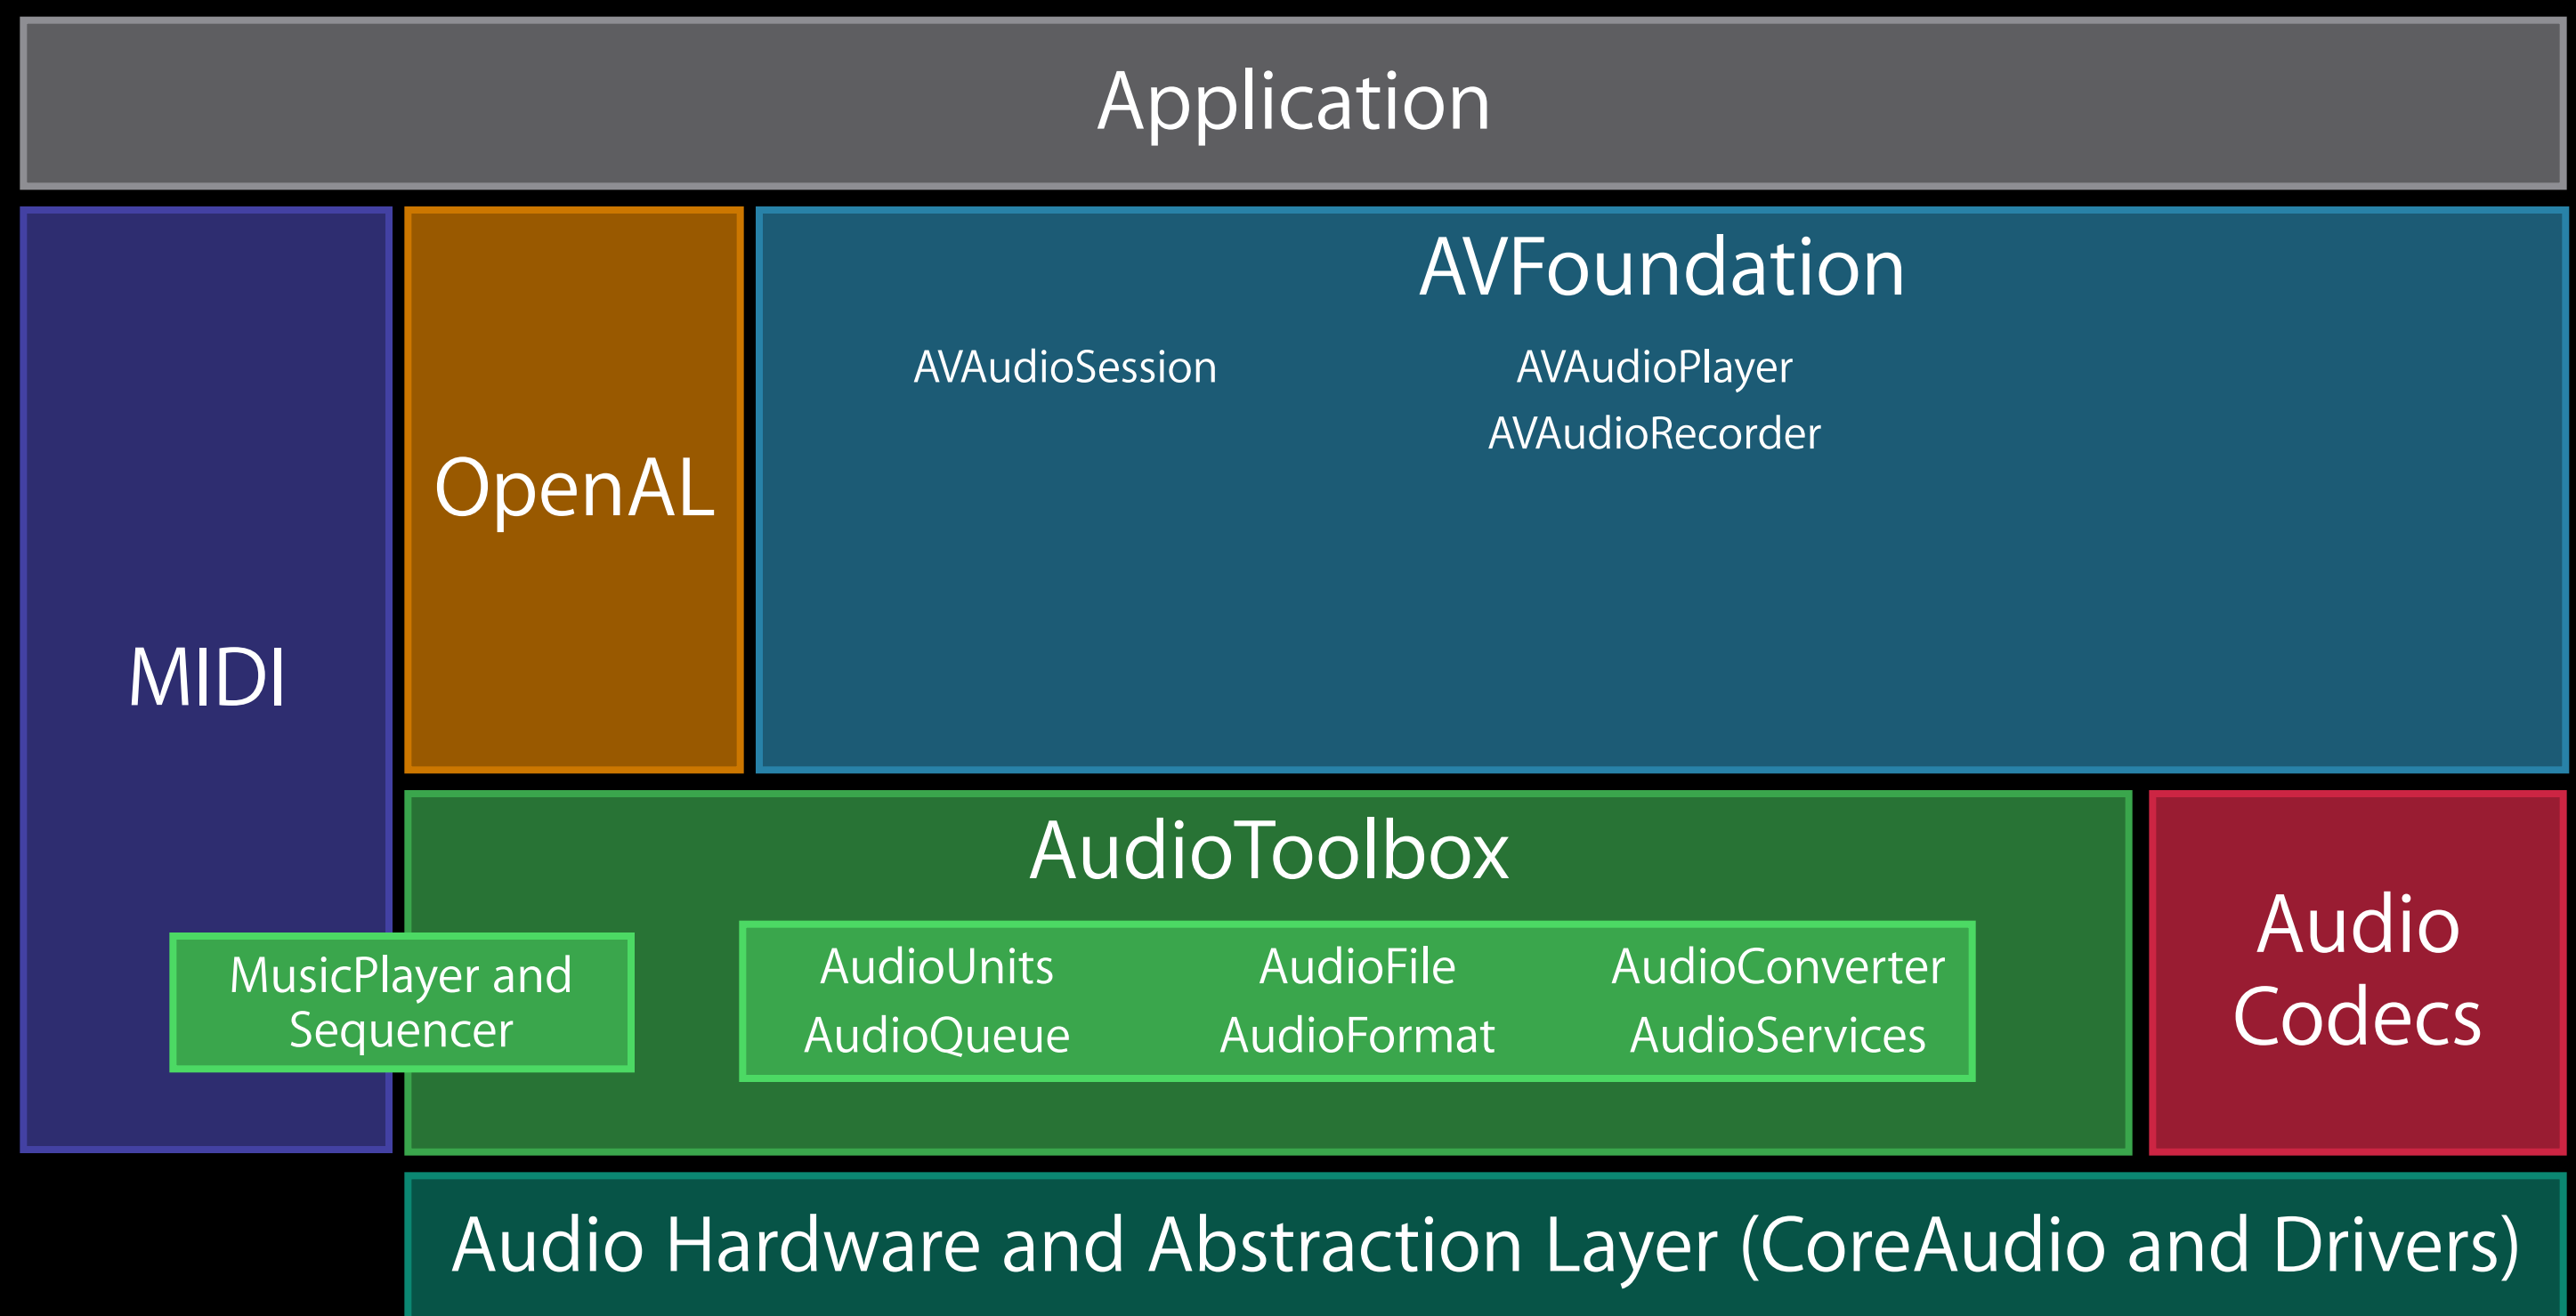 Application
AVFoundation
AVAudioSession
AVAudioPlayer
AVAudioRecorder
OpenAL
MIDI
AudioToolbox
MusicPlayer and
Sequencer
AudioUnits
AudioFile
AudioConverter
AudioQueue
AudioFormat
AudioServices
Audio
Codecs
Audio Hardware and Abstraction Layer (CoreAudio and Drivers)